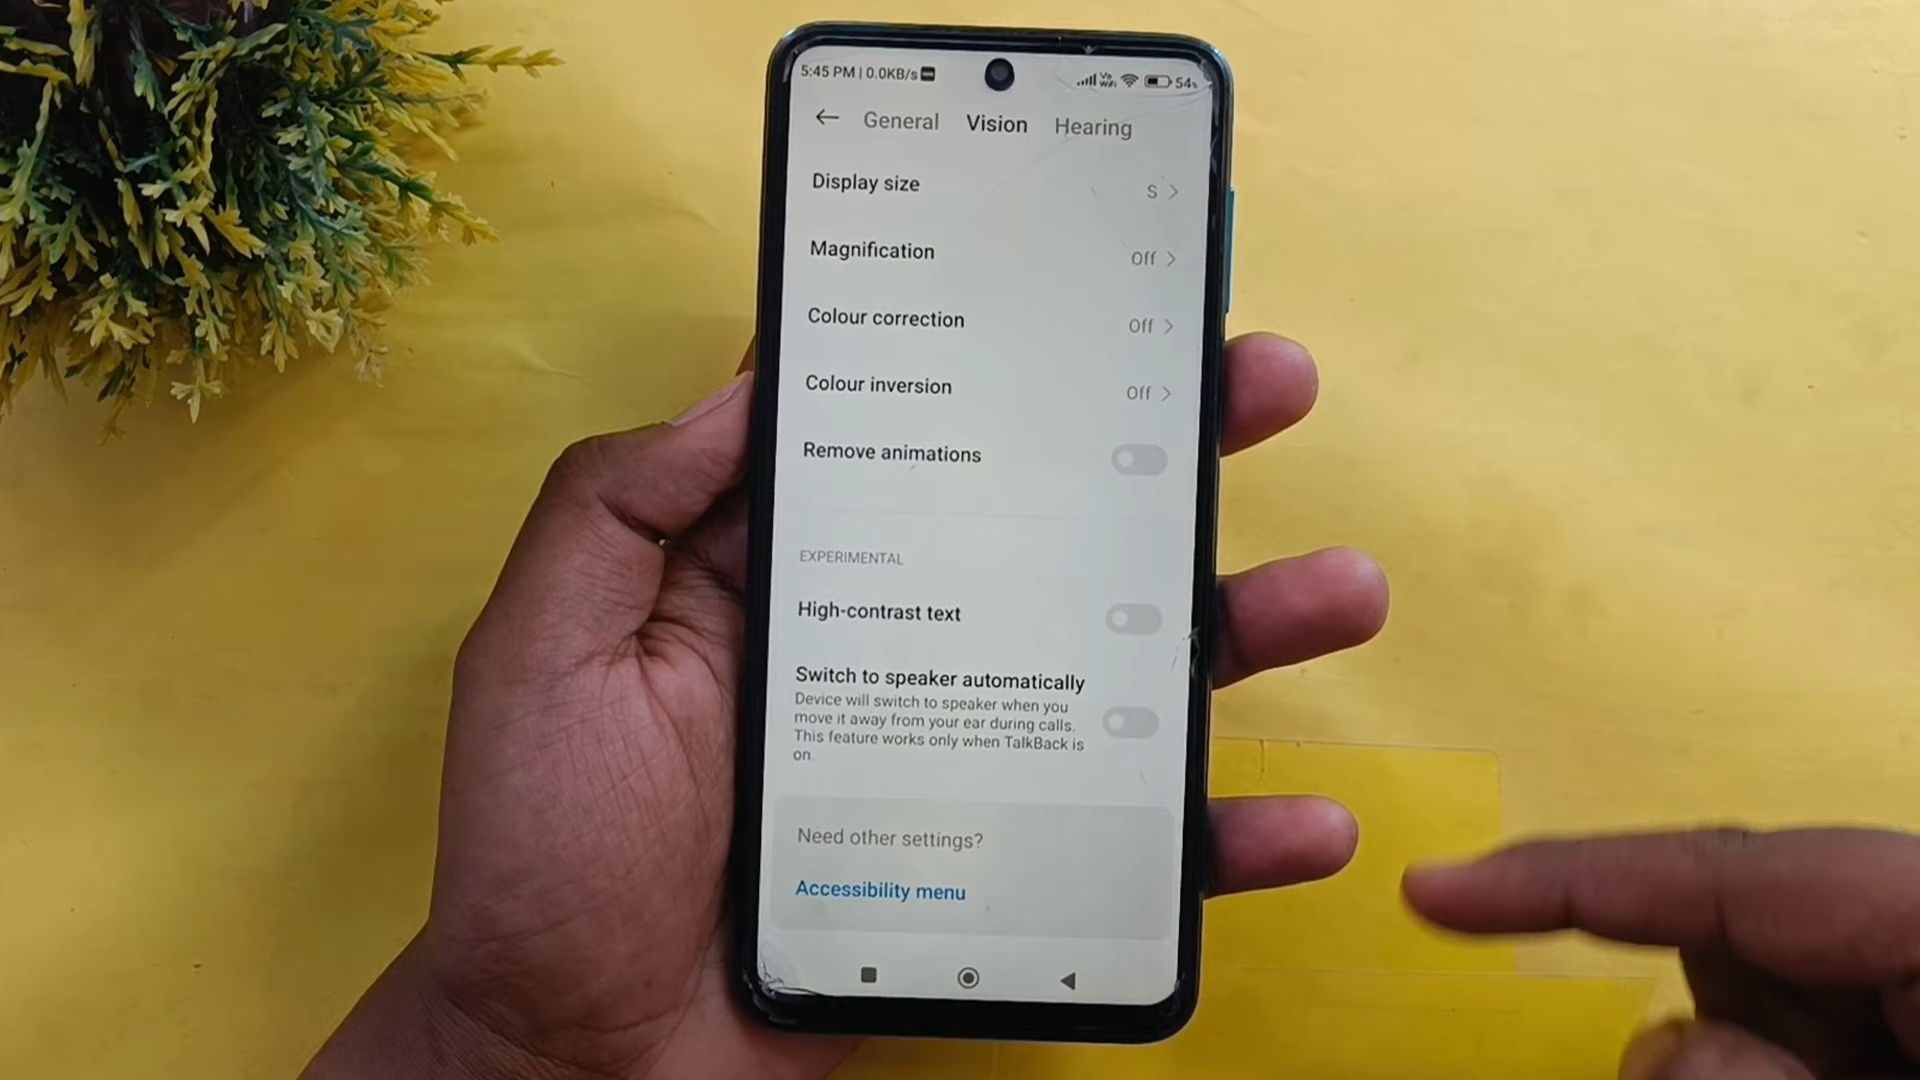 5:45 PM | 0.0KB/s
Vo
WiFi
54%
General Vision Hearing
Display size S
Magnification Off
Colour correction Off
Colour inversion Off
Remove animations
EXPERIMENTAL
High-contrast text
Switch to speaker automatically
Device will switch to speaker when you
move it away from your ear during calls.
This feature works only when TalkBack is
on.
Need other settings?
Accessibility menu